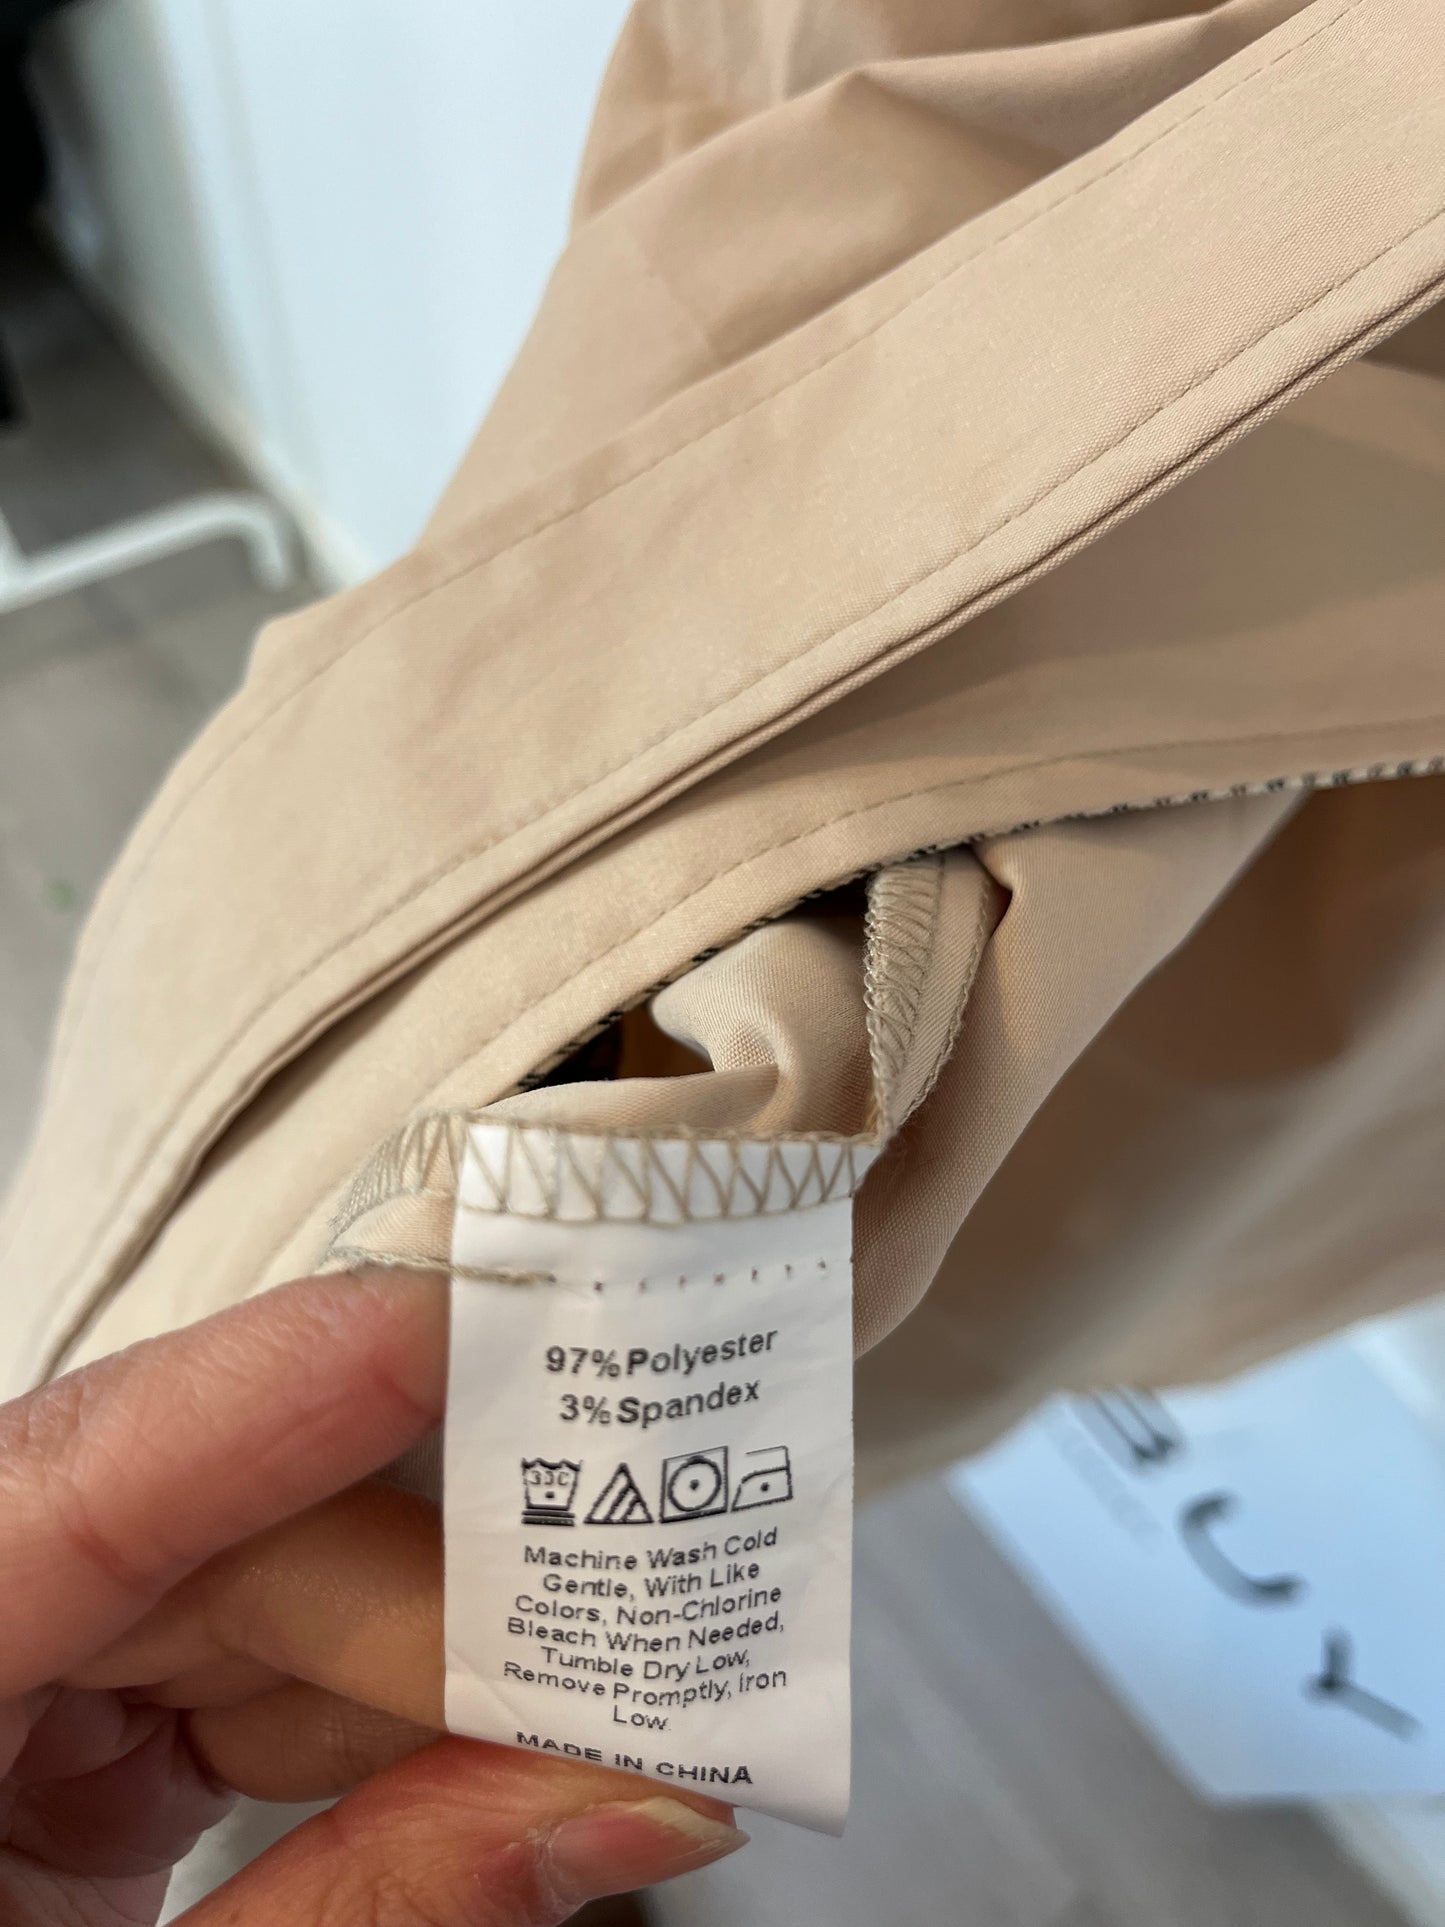 97% Polyester
3% Spandex
33C
Machine Wash Cold
Gentle, With Like
Colors, Non-Chlorine
Bleach When Needed,
Tumble Dry Low,
Remove Promptly, Iron
Low.
MADE IN CHINA